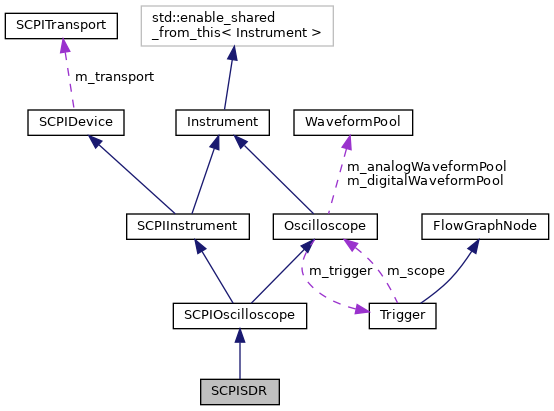 SCPITransport
std::enable_shared
_from_this< Instrument >
m_transport
SCPIDevice
Instrument
WaveformPool
m_analogWaveformPool
m_digitalWaveformPool
SCPIInstrument
Oscilloscope
FlowGraphNode
m_trigger
m_scope
SCPIOscilloscope
Trigger
SCPISDR